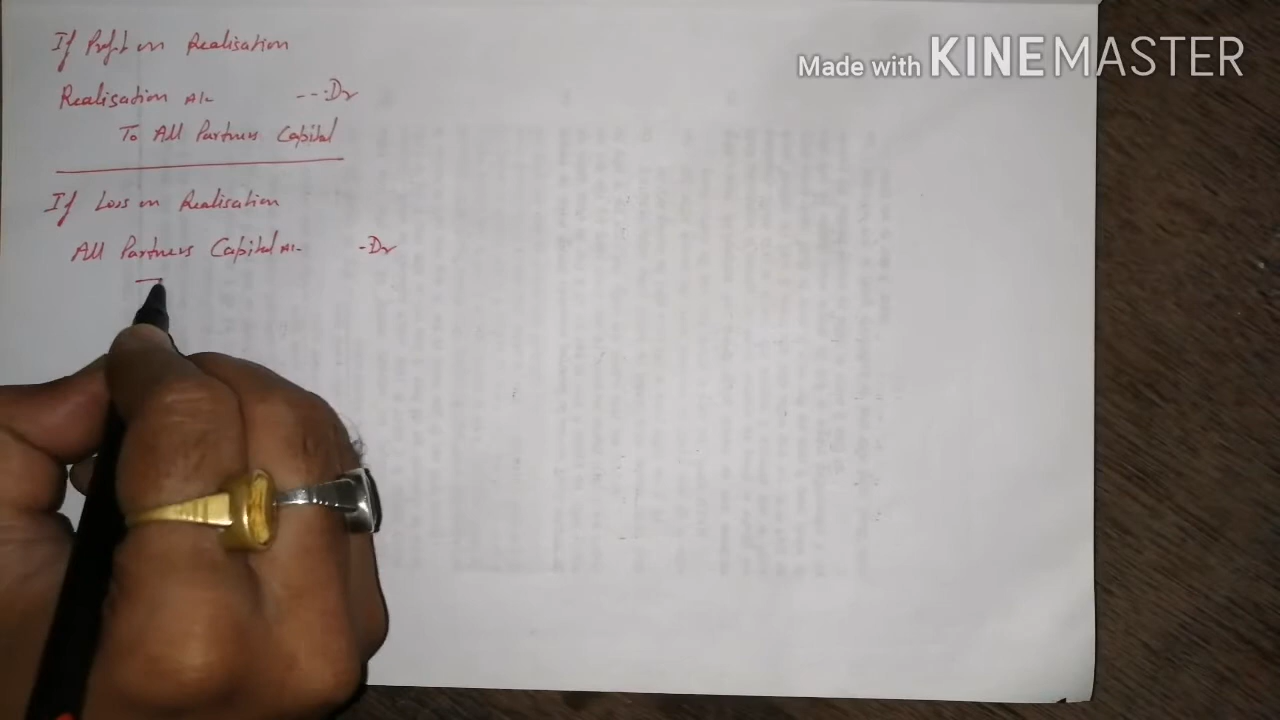 If Profit on Realisation
Realisation A/c ---Dr
To All Partners Capital
If Loss on Realisation
All Partners Capital A/c -Dr
Made with KINEMASTER